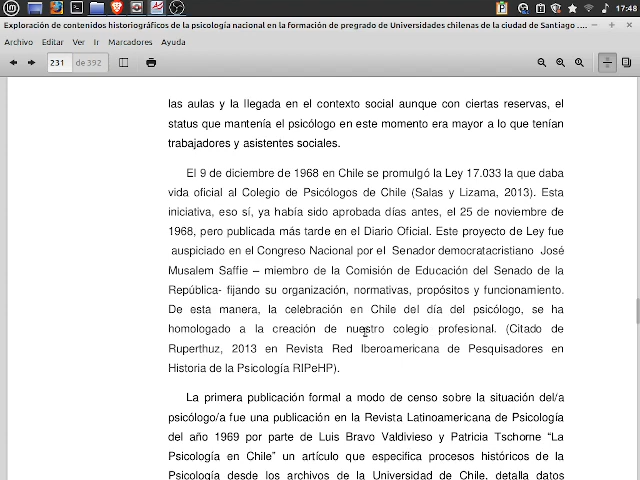 17:48
Exploración de contenidos historiográficos de la psicología nacional en la formación de pregrado de Universidades chilenas de la ciudad de Santiago ....
Archivo Editar Ver Ir Marcadores Ayuda
231 de 392
las aulas y la llegada en el contexto social aunque con ciertas reservas, el
status que mantenía el psicólogo en este momento era mayor a lo que tenían
trabajadores y asistentes sociales.
El 9 de diciembre de 1968 en Chile se promulgó la Ley 17.033 la que daba
vida oficial al Colegio de Psicólogos de Chile (Salas y Lizama, 2013). Esta
iniciativa, eso sí, ya había sido aprobada días antes, el 25 de noviembre de
1968, pero publicada más tarde en el Diario Oficial. Este proyecto de Ley fue
auspiciado en el Congreso Nacional por el Senador democratacristiano José
Musalem Saffie – miembro de la Comisión de Educación del Senado de la
República- fijando su organización, normativas, propósitos y funcionamiento.
De esta manera, la celebración en Chile del día del psicólogo, se ha
homologado a la creación de nuestro colegio profesional. (Citado de
Ruperthuz, 2013 en Revista Red Iberoamericana de Pesquisadores en
Historia de la Psicología RIPeHP).
La primera publicación formal a modo de censo sobre la situación del/a
psicólogo/a fue una publicación en la Revista Latinoamericana de Psicología
del año 1969 por parte de Luis Bravo Valdivieso y Patricia Tschorne “La
Psicología en Chile” un artículo que especifica procesos históricos de la
Psicología desde los archivos de la Universidad de Chile, detalla datos